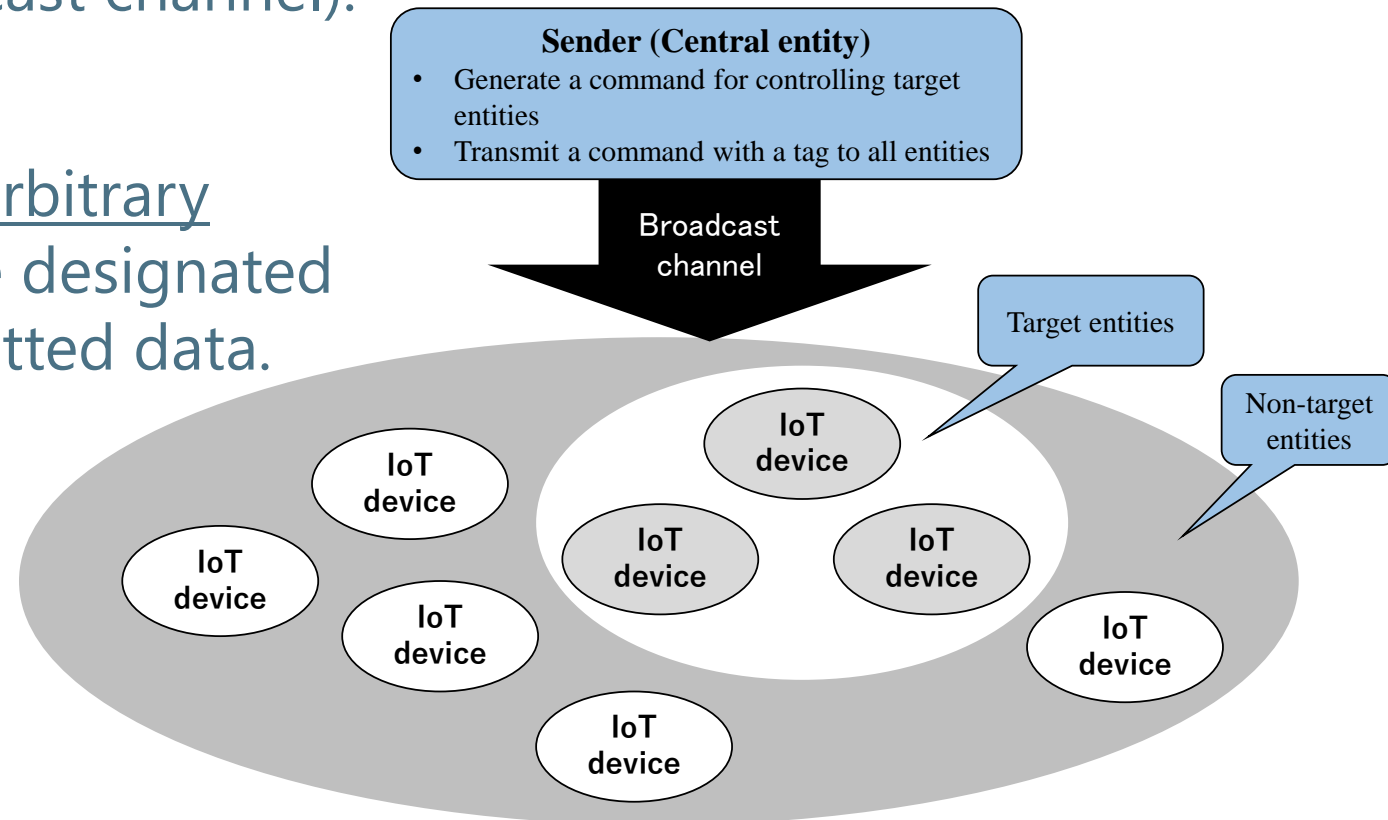 cast channel).
Sender (Central entity)
• Generate a command for controlling target
entities
• Transmit a command with a tag to all entities
rbitrary
e designated
tted data.
Broadcast
channel
Target entities
Non-target
entities
IoT
device
IoT
device
IoT
device
IoT
device
IoT
device
IoT
device
IoT
device
IoT
device